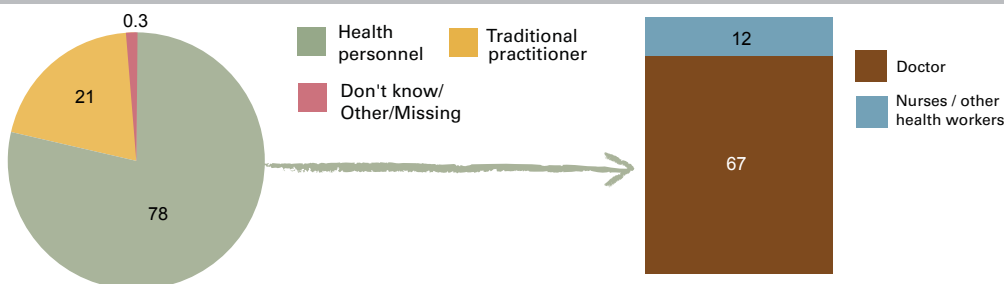 0.3
21
78
Health
personnel
Traditional
practitioner
Don't know/
Other/Missing
12
67
Doctor
Nurses / other
health workers